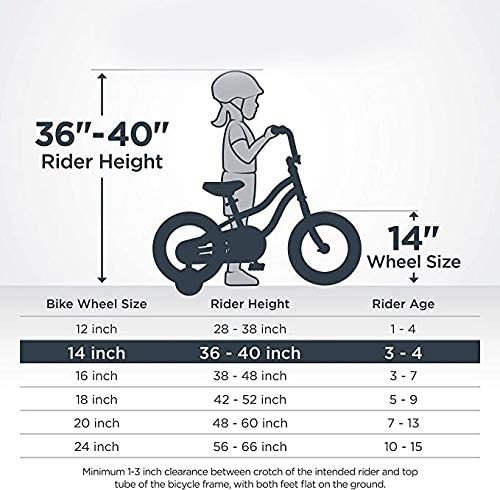 36"-40"
Rider Height
14"
Wheel Size
Bike Wheel Size Rider Height Rider Age
12 inch 28 - 38 inch 1 - 4
14 inch 36 - 40 inch 3 - 4
16 inch 38 - 48 inch 3 - 7
18 inch 42 - 52 inch 5 - 9
20 inch 48 - 60 inch 7 - 13
24 inch 56 - 66 inch 10 - 15
Minimum 1-3 inch clearance between crotch of the intended rider and top
tube of the bicycle frame, with both feet flat on the ground.